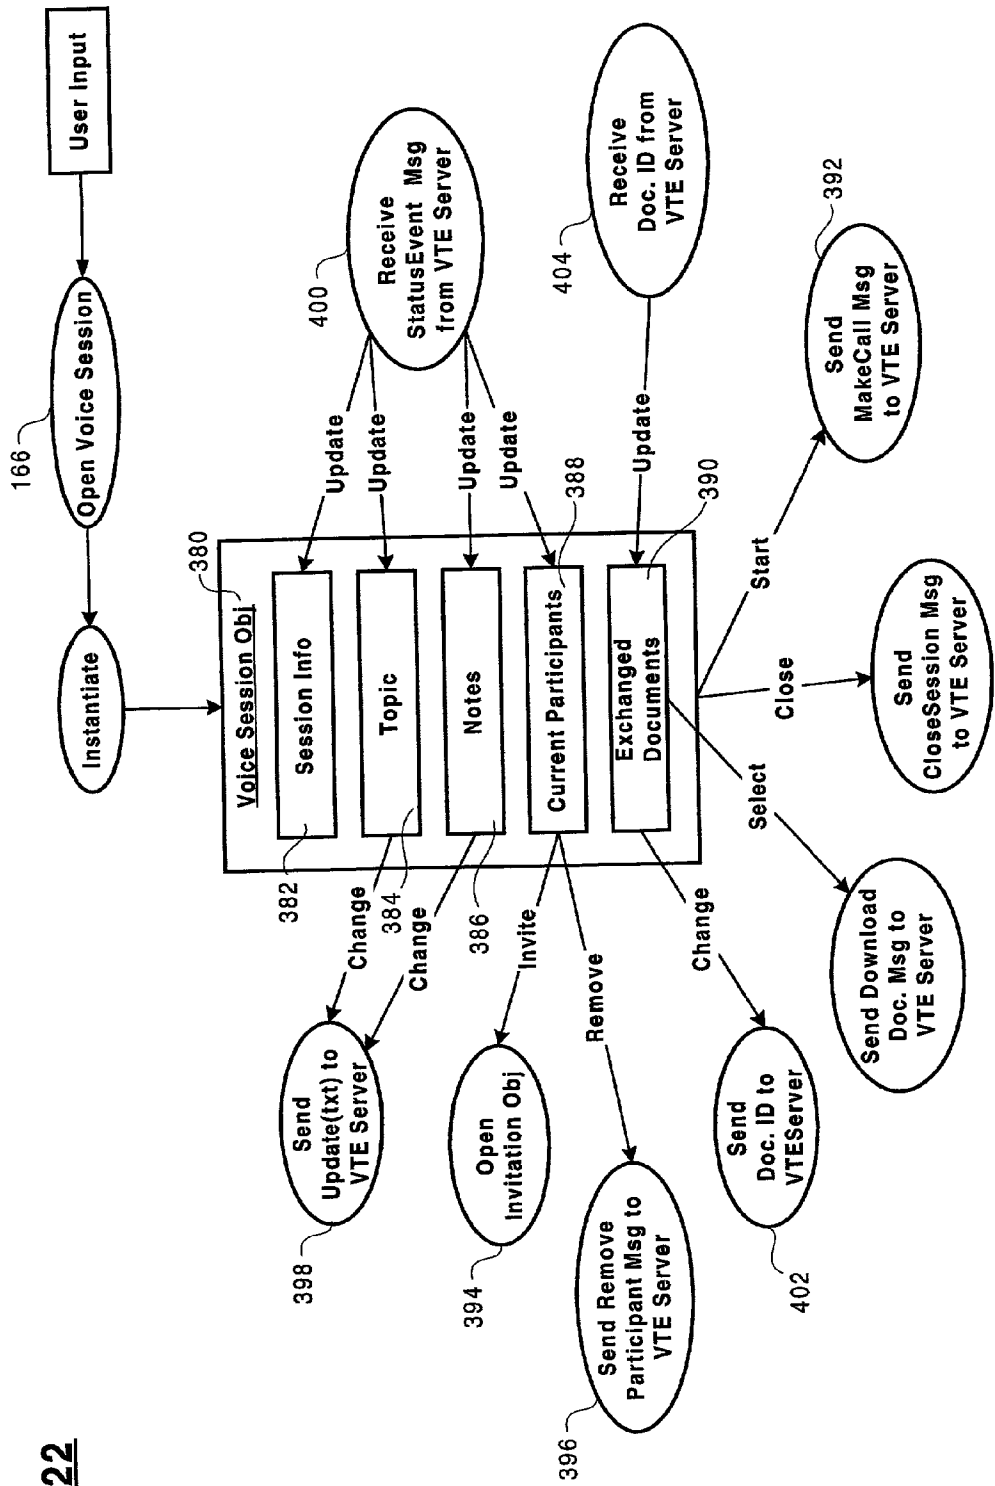 22
User Input
166
Open Voice Session
Instantiate
380
Voice Session Obj
Session Info
Topic
Notes
Current Participants
Exchanged
Documents
382
384
386
388
390
Update
Update
Update
Update
Update
400
Receive
StatusEvent Msg
from VTE Server
404
Receive
Doc. ID from
VTE Server
392
Send
MakeCall Msg
to VTE Server
Start
Close
Send
CloseSession Msg
to VTE Server
Select
Send Download
Doc. Msg to
VTE Server
Change
Change
Invite
Remove
Change
Send
Update(txt) to
VTE Server
398
Open
Invitation Obj
394
Send Remove
Participant Msg to
VTE Server
396
Send
Doc. ID to
VTEServer
402